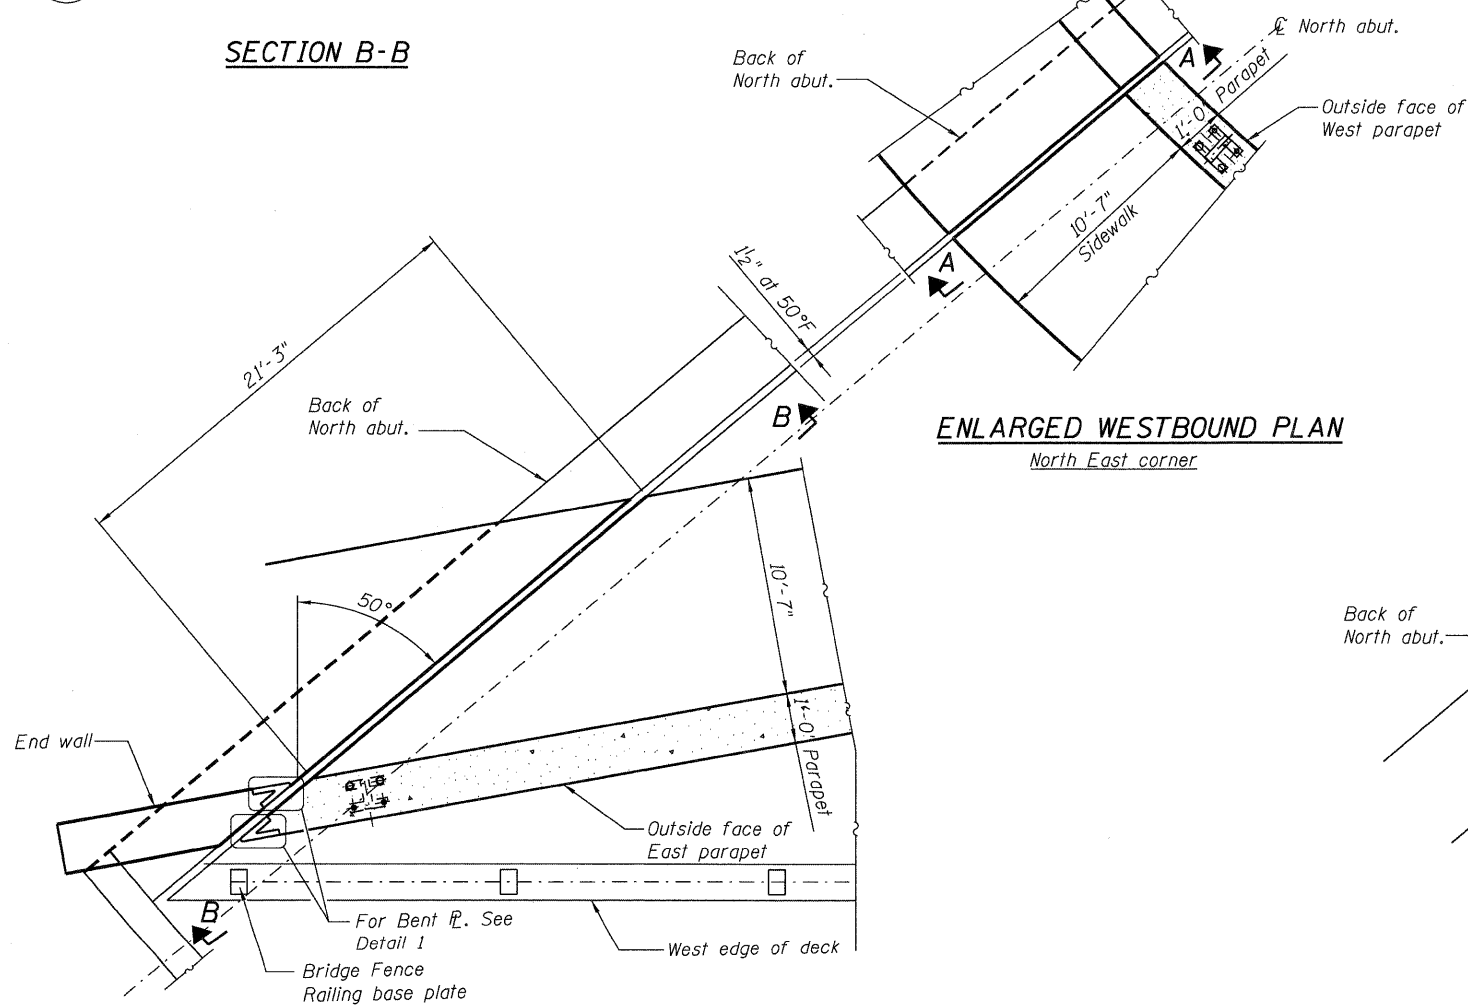 SECTION B-B
Back of
North abut.
℄ North abut.
A
1'-0" Parapet
Outside face of
West parapet
10'-7"
Sidewalk
A
1½" at 50°F
21'-3"
Back of
North abut.
B
ENLARGED WESTBOUND PLAN
North East corner
50°
10'-7"
1'-0" Parapet
Back of
North abut.
End wall
Outside face of
East parapet
B
For Bent ⅊. See
Detail 1
West edge of deck
Bridge Fence
Railing base plate